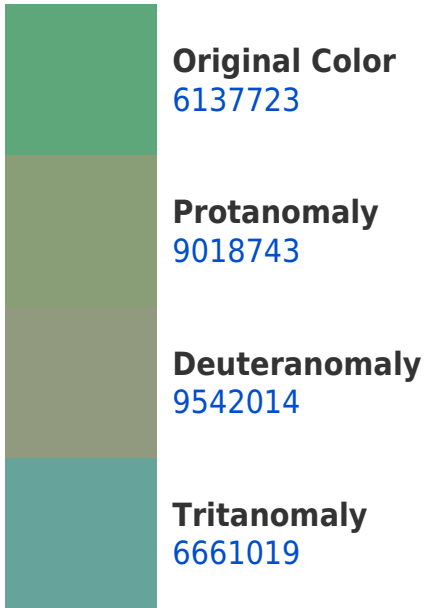 Original Color
6137723
Protanomaly
9018743
Deuteranomaly
9542014
Tritanomaly
6661019